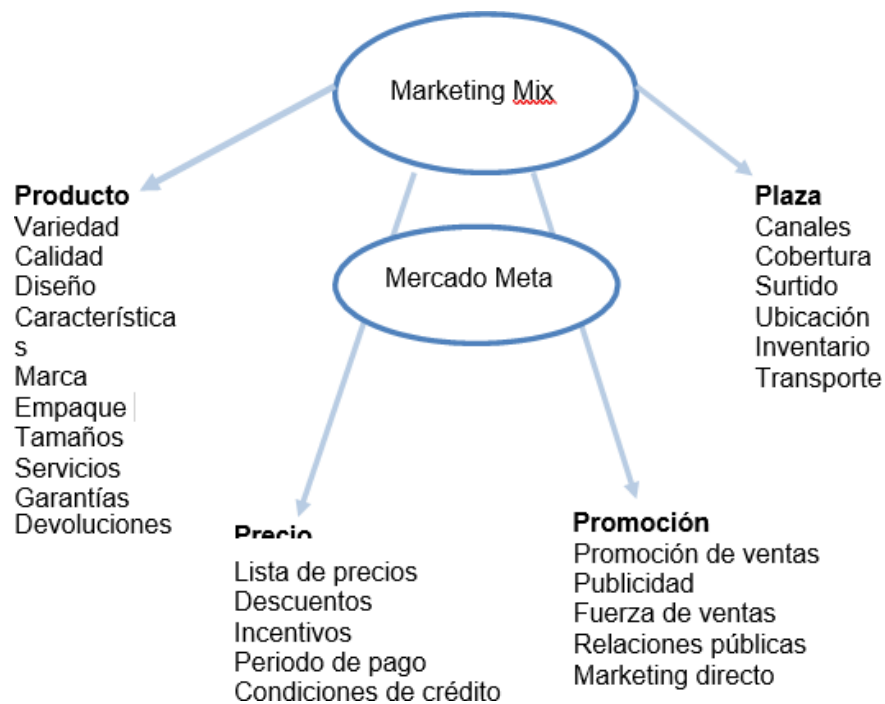 Marketing Mix
Mercado Meta
Producto
Variedad
Calidad
Diseño
Característica
s
Marca
Empaque
Tamaños
Servicios
Garantías
Devoluciones
Precio
Lista de precios
Descuentos
Incentivos
Periodo de pago
Condiciones de crédito
Promoción
Promoción de ventas
Publicidad
Fuerza de ventas
Relaciones públicas
Marketing directo
Plaza
Canales
Cobertura
Surtido
Ubicación
Inventario
Transporte